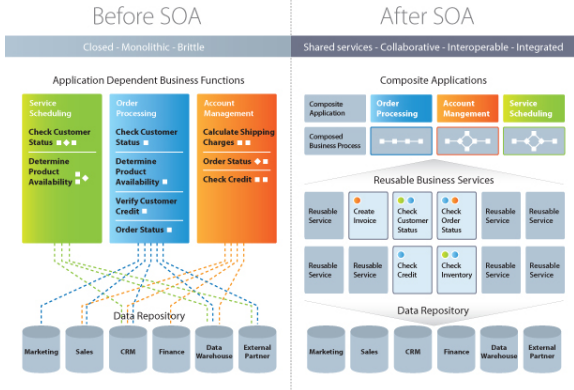 Before SOA
Closed - Monolithic - Brittle
Application Dependent Business Functions
Service
Scheduling
Check Customer
Status
Determine
Product
Availability
Order
Processing
Check Customer
Status
Determine
Product
Availability
Verify Customer
Credit
Order Status
Account
Management
Calculate Shipping
Charges
Order Status
Check Credit
Data Repository
Marketing
Sales
CRM
Finance
Data
Warehouse
External
Partner
After SOA
Shared services - Collaborative - Interoperable - Integrated
Composite Applications
Composite
Application
Order
Processing
Account
Mangement
Service
Scheduling
Composed
Business Process
Reusable Business Services
Reusable
Service
Create
Invoice
Check
Customer
Status
Check
Order
Status
Reusable
Service
Reusable
Service
Reusable
Service
Reusable
Service
Check
Credit
Check
Inventory
Reusable
Service
Reusable
Service
Data Repository
Marketing
Sales
CRM
Finance
Data
Warehouse
External
Partner